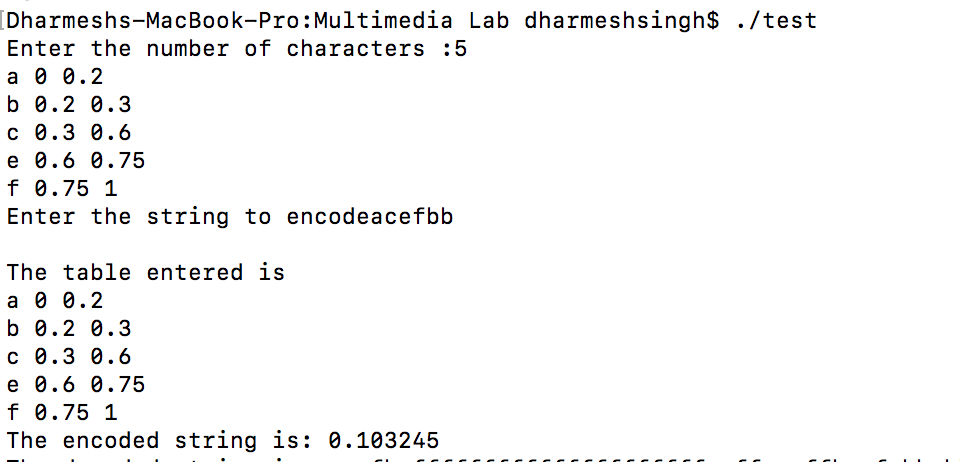 [Dharmeshs-MacBook-Pro:Multimedia Lab dharmeshsingh$ ./test
Enter the number of characters :5
a 0 0.2
b 0.2 0.3
c 0.3 0.6
e 0.6 0.75
f 0.75 1
Enter the string to encodeacefbb

The table entered is
a 0 0.2
b 0.2 0.3
c 0.3 0.6
e 0.6 0.75
f 0.75 1
The encoded string is: 0.103245